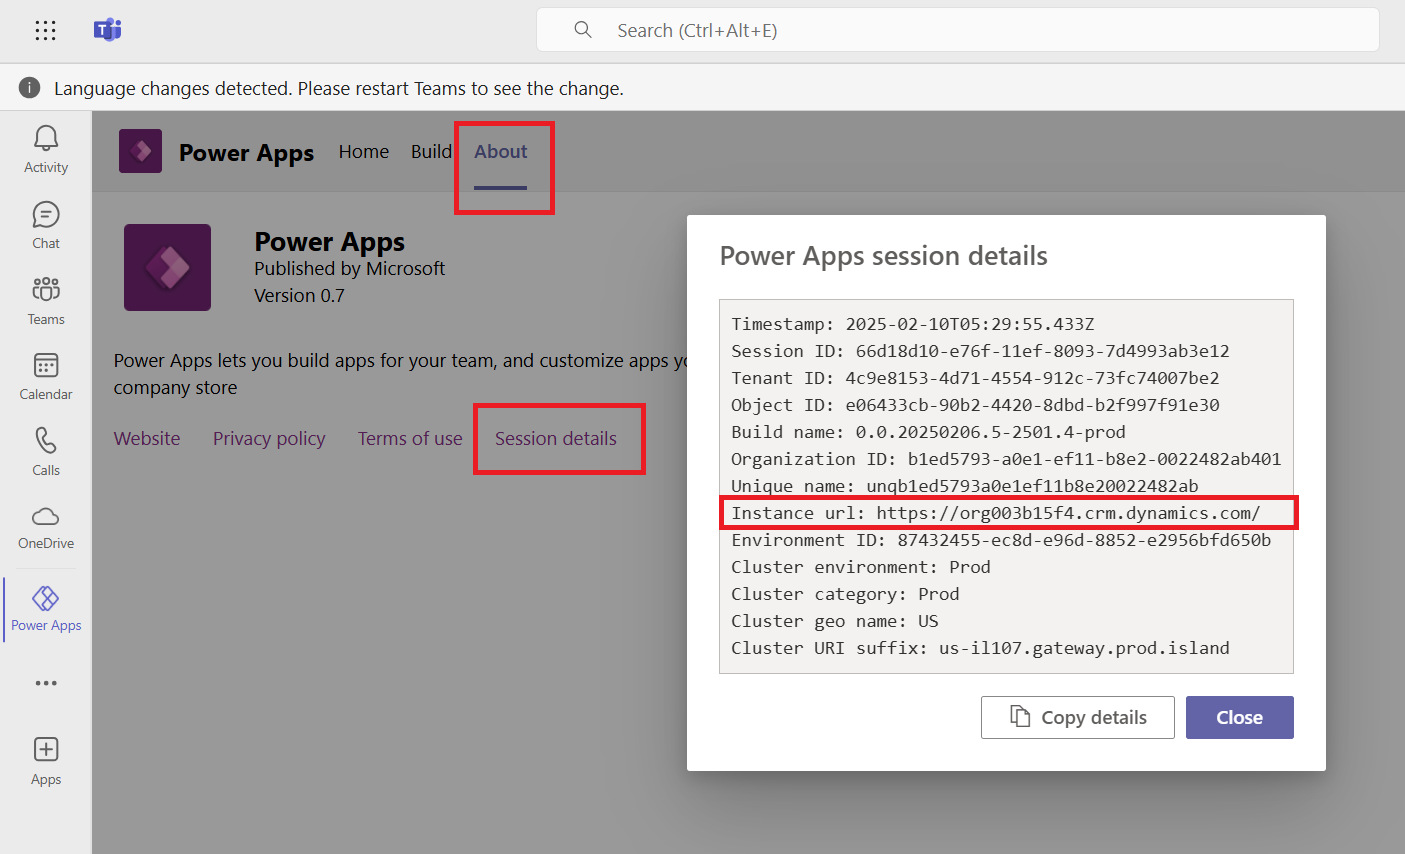 Search (Ctrl+Alt+E)
Language changes detected. Please restart Teams to see the change.
Activity
Chat
Teams
Calendar
Calls
OneDrive
Power Apps
Apps
Power Apps Home Build About
Power Apps
Published by Microsoft
Version 0.7
Power Apps lets you build apps for your team, and customize apps yo
company store
Website Privacy policy Terms of use Session details
Power Apps session details
Timestamp: 2025-02-10T05:29:55.433Z
Session ID: 66d18d10-e76f-11ef-8093-7d4993ab3e12
Tenant ID: 4c9e8153-4d71-4554-912c-73fc74007be2
Object ID: e06433cb-90b2-4420-8dbd-b2f997f91e30
Build name: 0.0.20250206.5-2501.4-prod
Organization ID: b1ed5793-a0e1-ef11-b8e2-0022482ab401
Unique name: unqb1ed5793a0e1ef11b8e20022482ab
Instance url: https://org003b15f4.crm.dynamics.com/
Environment ID: 87432455-ec8d-e96d-8852-e2956bfd650b
Cluster environment: Prod
Cluster category: Prod
Cluster geo name: US
Cluster URI suffix: us-il107.gateway.prod.island
Copy details
Close